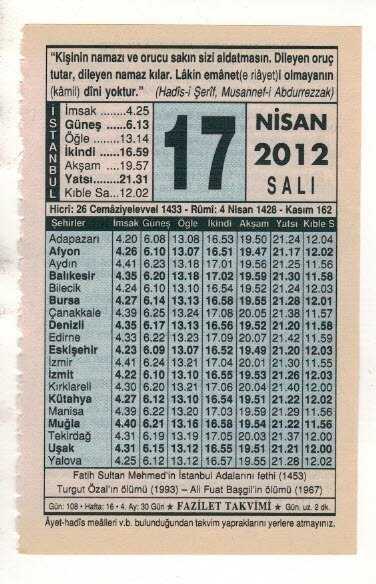 "Kişinin namazı ve orucu sakın sizi aldatmasın. Dileyen oruç
tutar, dileyen namaz kılar. Lâkin emânet(e riâyet)i olmayanın
(kâmil) dîni yoktur." (Hadîs-i Şerîf, Musannef-i Abdurrezzak)
İSTANBUL
İmsak ......4.25
Güneş ......6.13
Öğle ......13.14
İkindi ......16.59
Akşam ...19.57
Yatsı......21.31
Kıble Sa...12.02
17
NİSAN
2012
SALI
Hicri: 26 Cemâziyelevvel 1433 - Rûmi: 4 Nisan 1428 - Kasım 162
Şehirler İmsak Güneş Öğle İkindi Akşam Yatsı Kıble S
Adapazarı 4.20 6.08 13.08 16.53 19.50 21.24 12.04
Afyon 4.26 6.10 13.07 16.51 19.47 21.17 12.02
Aydın 4.41 6.23 13.18 17.01 19.56 21.25 11.56
Balıkesir 4.35 6.20 13.18 17.02 19.59 21.30 11.58
Bilecik 4.24 6.10 13.10 16.54 19.52 21.24 12.02
Bursa 4.27 6.14 13.13 16.58 19.55 21.28 12.01
Çanakkale 4.39 6.25 13.24 17.08 20.05 21.38 11.57
Denizli 4.35 6.17 13.13 16.56 19.52 21.20 11.58
Edirne 4.33 6.22 13.23 17.09 20.07 21.42 11.59
Eskişehir 4.23 6.09 13.07 16.52 19.49 21.20 12.03
İzmir 4.41 6.24 13.21 17.04 20.01 21.30 11.55
İzmit 4.22 6.10 13.10 16.55 19.53 21.26 12.03
Kırklareli 4.30 6.20 13.21 17.06 20.04 21.40 12.00
Kütahya 4.27 6.12 13.10 16.54 19.51 21.22 12.02
Manisa 4.39 6.22 13.20 17.03 19.59 21.29 11.56
Muğla 4.40 6.21 13.16 16.58 19.54 21.22 11.56
Tekirdağ 4.31 6.19 13.19 17.05 20.03 21.37 12.00
Uşak 4.31 6.15 12.13 16.55 19.51 21.21 12.00
Yalova 4.25 6.12 13.12 16.57 19.55 21.28 12.02
Fatih Sultan Mehmed'in İstanbul Adalarını fethi (1453)
Turgut Özal'ın ölümü (1993) – Ali Fuat Başgil'in ölümü (1967)
Gün: 108 • Hafta: 16 • 4. Ay: 30 Gün ★ FAZİLET TAKVİMİ ★ Gün. uz. 2 dk.
Âyet-hadîs meâlleri v.b. bulunduğundan takvim yapraklarını yerlere atmayınız.